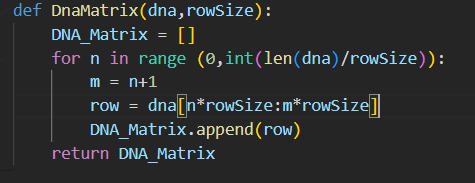 def DnaMatrix(dna,rowSize):
    DNA_Matrix = []
    for n in range (0,int(len(dna)/rowSize)):
        m = n+1
        row = dna[n*rowSize:m*rowSize]
        DNA_Matrix.append(row)
    return DNA_Matrix